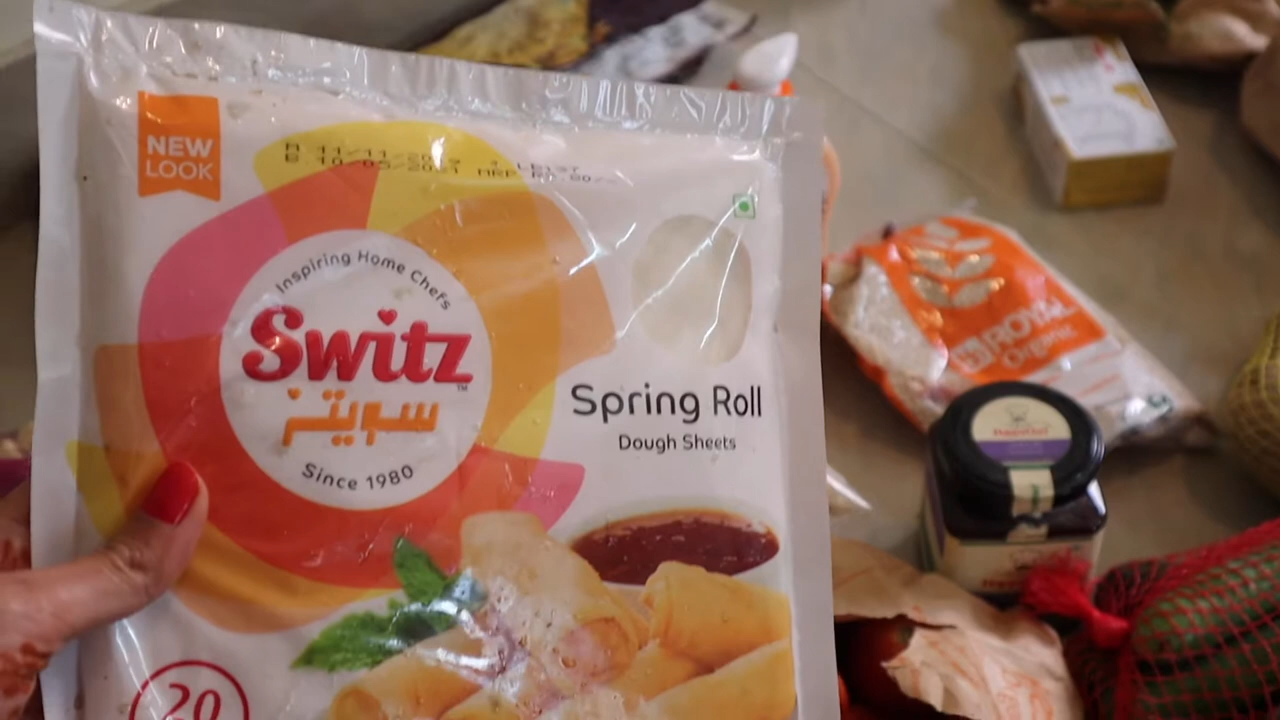 NEW
LOOK
Inspiring Home Chefs
Switz
سويتز
Since 1980
Spring Roll
Dough Sheets
20
ROYAL
Organic